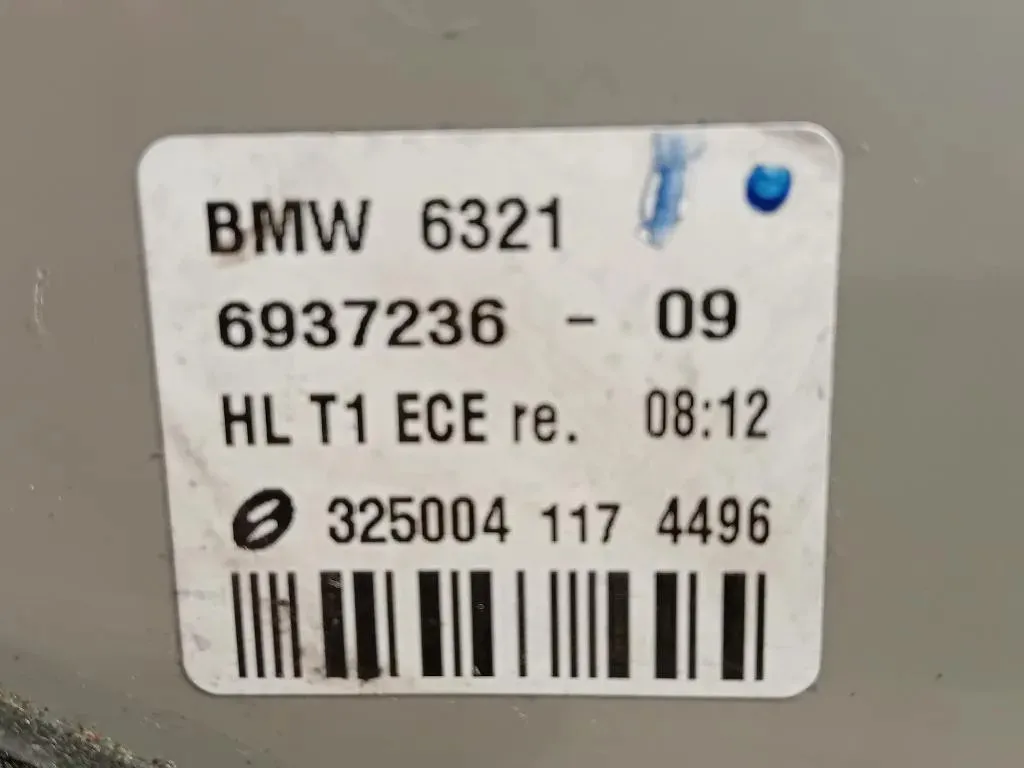 BMW 6321
6937236 - 09
HL T1 ECE re. 08:12
325004 117 4496